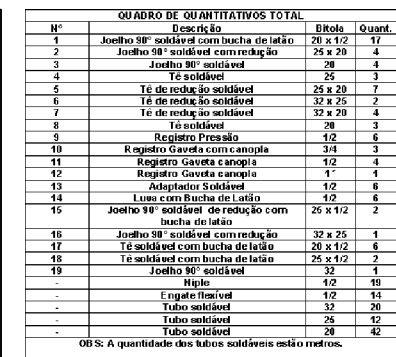 QUADRO DE QUANTITATIVOS TOTAL
Nº Descrição Bitola Quant.
1 Joelho 90° soldável com bucha de latão 20 x 1/2 17
2 Joelho 90° soldável com redução 25 x 20 4
3 Joelho 90° soldável 20 4
4 Tê soldável 25 3
5 Tê de redução soldável 25 x 20 7
6 Tê de redução soldável 32 x 25 2
7 Tê de redução soldável 32 x 20 4
8 Tê soldável 20 3
9 Registro Pressão 1/2 6
10 Registro Gaveta com canopla 3/4 3
11 Registro Gaveta canopla 1/2 4
12 Registro Gaveta canopla 1´ 1
13 Adaptador Soldável 1/2 6
14 Luva com Bucha de Latão 1/2 6
15 Joelho 90° soldável de redução com 25 x 1/2 2
bucha de latão
16 Joelho 90° soldável com redução 32 x 25 1
17 Tê soldável com bucha de latão 20 x 1/2 6
18 Tê soldável com bucha de latão 25 x 1/2 2
19 Joelho 90° soldável 32 1
- Niple 1/2 19
- Engate flexível 1/2 14
- Tubo soldável 32 20
- Tubo soldável 25 12
- Tubo soldável 20 42
OBS: A quantidade dos tubos soldáveis estão metros.